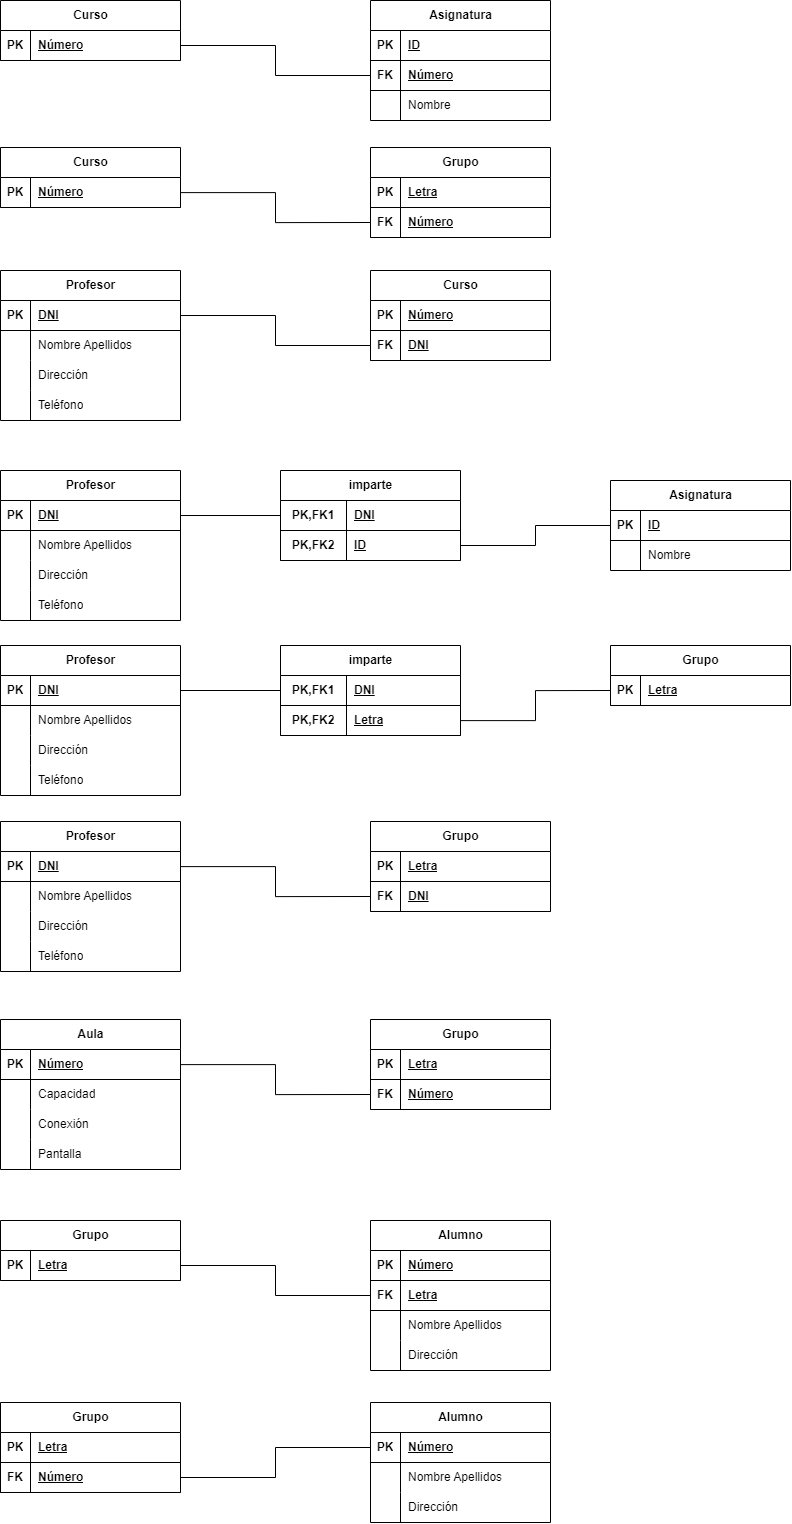 Curso
PK Número
Asignatura
PK ID
FK Número
Nombre
Curso
PK Número
Grupo
PK Letra
FK Número
Profesor
PK DNI
Nombre Apellidos
Dirección
Teléfono
Curso
PK Número
FK DNI
Profesor
PK DNI
Nombre Apellidos
Dirección
Teléfono
imparte
PK,FK1 DNI
PK,FK2 ID
Asignatura
PK ID
Nombre
Profesor
PK DNI
Nombre Apellidos
Dirección
Teléfono
imparte
PK,FK1 DNI
PK,FK2 Letra
Grupo
PK Letra
Profesor
PK DNI
Nombre Apellidos
Dirección
Teléfono
Grupo
PK Letra
FK DNI
Aula
PK Número
Capacidad
Conexión
Pantalla
Grupo
PK Letra
FK Número
Grupo
PK Letra
Alumno
PK Número
FK Letra
Nombre Apellidos
Dirección
Grupo
PK Letra
FK Número
Alumno
PK Número
Nombre Apellidos
Dirección